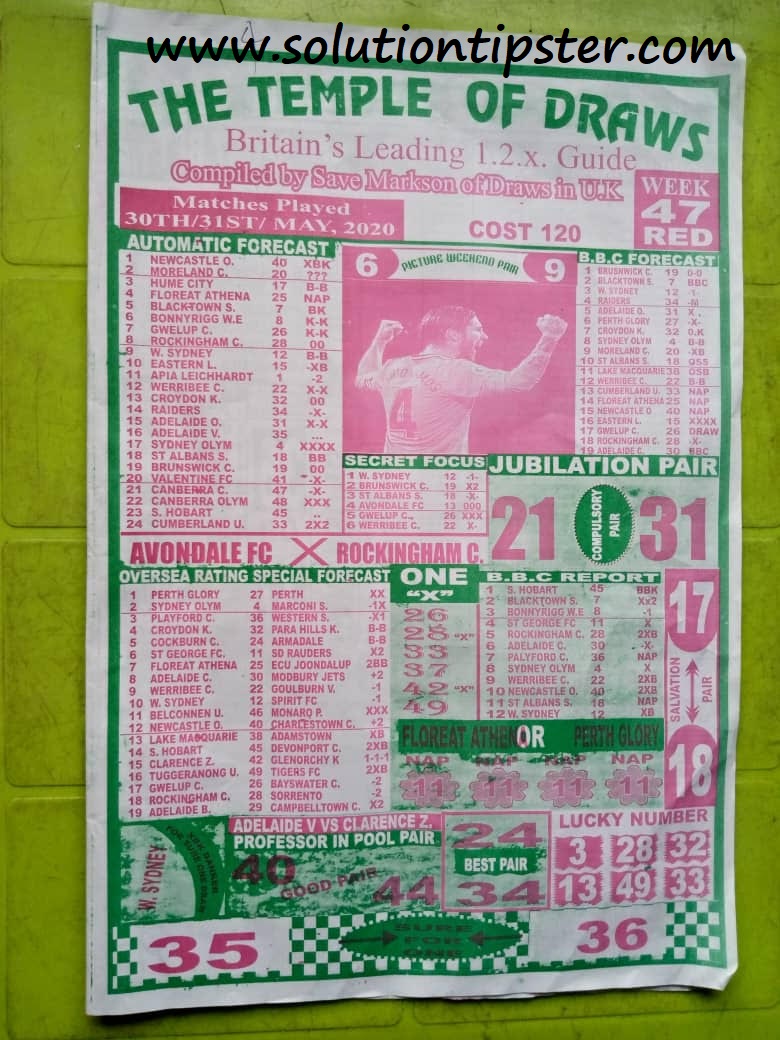 www.solutiontipster.com
THE TEMPLE OF DRAWS
Britain's Leading 1.2.x. Guide
Compiled by Save Markson of Draws in U.K
WEEK
47
RED
Matches Played
30TH/31ST/ MAY, 2020
COST 120
AUTOMATIC FORECAST
1 NEWCASTLE O. 40 XBK
2 MORELAND C. 20 ???
3 HUME CITY 17 B-B
4 FLOREAT ATHENA 25 NAP
5 BLACKTOWN S. 7 BK
6 BONNYRIGG W.E 8 K-K
7 GWELUP C. 26 K-K
8 ROCKINGHAM C. 28 00
9 W. SYDNEY 12 B-B
10 EASTERN L. 15 -XB
11 APIA LEICHHARDT 1 -2
12 WERRIBEE C. 22 X-X
13 CROYDON K. 32 00
14 RAIDERS 34 -X-
15 ADELAIDE O. 31 X-X
16 ADELAIDE V. 35 ...
17 SYDNEY OLYM 4 XXXX
18 ST ALBANS S. 18 BB
19 BRUNSWICK C. 19 00
20 VALENTINE FC 41 -X-
21 CANBERRA C. 47 -X-
22 CANBERRA OLYM 48 XXX
23 S. HOBART 45 --
24 CUMBERLAND U. 33 2X2
6 PICTURE WEEKEND PAIR 9
4
B.B.C FORECAST
1 BRUSNWICK C. 19 0-0
2 BLACKTOWN S. 7 BBC
3 W. SYDNEY 12 -1-
4 RAIDERS 34 -M
5 ADELAIDE O. 31 X .
6 PERTH GLORY 27 -X-
7 CROYDON K. 32 0.K
8 SYDNEY OLYM 4 B-B
9 MORELAND C. 20 -XB
10 ST ALBANS S. 18 QSS
11 LAKE MACQUARIE 38 OSB
12 WERRIBEE C. 22 B-B
13 CUMBERLAND U. 33 NAP
14 FLOREAT ATHENA 25 NAP
15 NEWCASTLE O 40 NAP
16 EASTERN L. 15 XXXX
17 GWELUP C. 26 DRAW
18 ROCKINGHAM C. 28 -X-
19 ADELAIDE C. 30 BBC
SECRET FOCUS
1 W. SYDNEY 12 -1-
2 BRUNSWICK C. 19 X2
3 ST ALBANS S. 18 -X-
4 AVONDALE FC 13 000
5 GWELUP C., 26 XXX
6 WERRIBEE C. 22 X-
JUBILATION PAIR
21 COMPULSORY PAIR 31
AVONDALE FC X ROCKINGHAM C.
OVERSEA RATING SPECIAL FORECAST
1 PERTH GLORY 27 PERTH XX
2 SYDNEY OLYM 4 MARCONI S. -1X
3 PLAYFORD C. 36 WESTERN S. -X1
4 CROYDON K. 32 PARA HILLS K. B-B
5 COCKBURN C. 24 ARMADALE B-B
6 ST GEORGE FC 11 SD RAUDERS X2
7 FLOREAT ATHENA 25 ECU JOONDALUP 2BB
8 ADELAIDE C. 30 MODBURY JETS +2
9 WERRIBEE C. 22 GOULBURN V. -1
10 W. SYDNEY 12 SPIRIT FC -1
11 BELCONNEN U. 46 MONARO P. XXX
12 NEWCASTLE O. 40 CHARLESTOWN C. +2
13 LAKE MACQUARIE 38 ADAMSTOWN XB
14 S. HOBART 45 DEVONPORT C. 2XB
15 CLARENCE Z. 42 GLENORCHY K 1-1-1
16 TUGGERANONG U. 49 TIGERS FC 2XB
17 GWELUP C. 26 BAYSWATER C. -2
18 ROCKINGHAM C. 28 SORRENTO -2
19 ADELAIDE B. 29 CAMPBELLTOWN C. X2
ONE
"X"
26
28 "X"
33
37
42 "X"
49
B.B.C REPORT
1 S. HOBART 45 BBK
2 BLACKTOWN S. 7 Xx2
3 BONNYRIGG W.E 8 -1
4 ST GEORGE FC 11 X
5 ROCKINGHAM C. 28 2XB
6 ADELAIDE C. 30 -X-
7 PALYFORD C. 36 NAP
8 SYDNEY OLYM 4 X
9 WERRIBEE C. 22 2XB
10 NEWCASTLE O. 40 2XB
11 ST ALBANS S. 18 NAP
12 W. SYDNEY 12 XB
17
SALVATION PAIR
18
FLOREAT ATHEN OR PERTH GLORY
NAP NAP NAP NAP
11 11 11 11
W. SYDNEY
XBK BANKER
FOR SURE ONE DRAW
ADELAIDE V VS CLARENCE Z.
PROFESSOR IN POOL PAIR
40 GOOD PAIR 44
24
BEST PAIR
34
LUCKY NUMBER
3 28 32
13 49 33
35 SURE FOR ONE 36